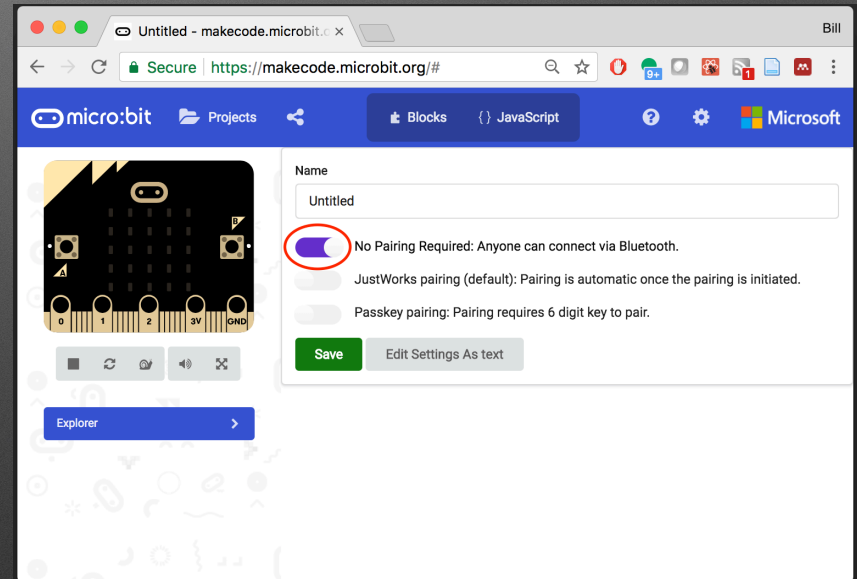 Untitled - makecode.microbit.c
Bill
Secure https://makecode.microbit.org/#
9+
1
micro:bit Projects Blocks {} JavaScript ? Microsoft
Name
Untitled
No Pairing Required: Anyone can connect via Bluetooth.
JustWorks pairing (default): Pairing is automatic once the pairing is initiated.
Passkey pairing: Pairing requires 6 digit key to pair.
Save Edit Settings As text
B
A
0 1 2 3V GND
Explorer